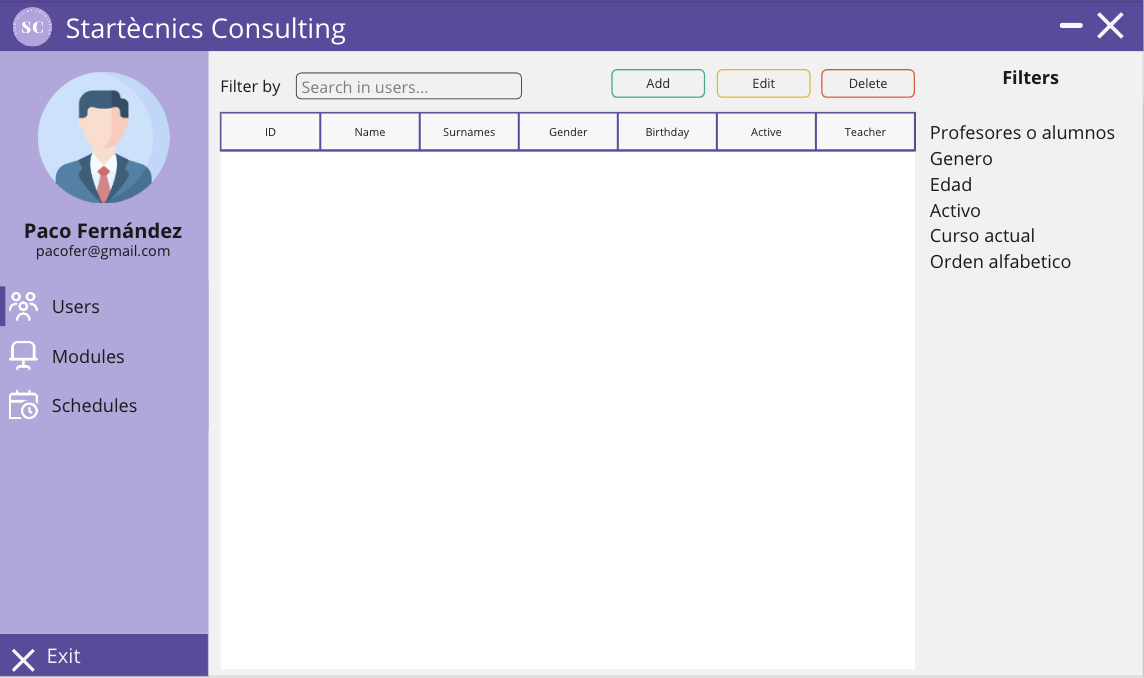 SC Startècnics Consulting
Paco Fernández
pacofer@gmail.com
Users
Modules
Schedules
Exit
Filter by Search in users... Add Edit Delete
ID Name Surnames Gender Birthday Active Teacher
Filters
Profesores o alumnos
Genero
Edad
Activo
Curso actual
Orden alfabetico